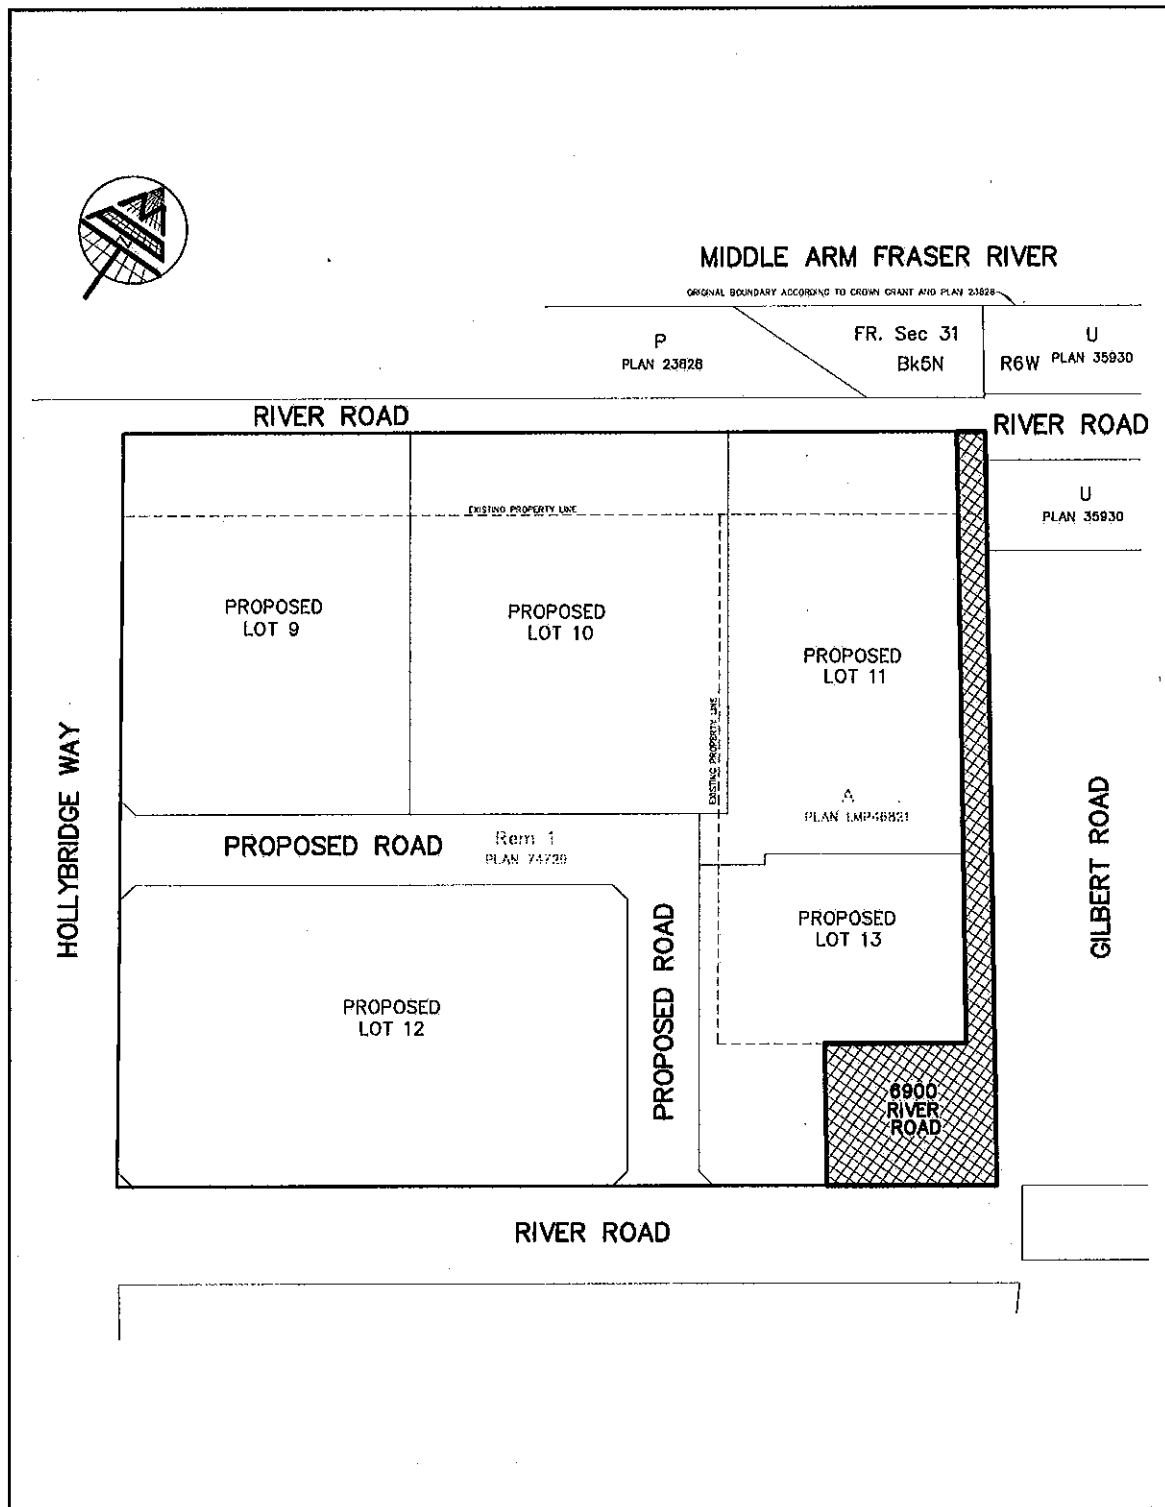 MIDDLE ARM FRASER RIVER
ORIGINAL BOUNDARY ACCORDING TO CROWN GRANT AND PLAN 23828
P
PLAN 23828
FR. Sec 31
Bk5N
R6W
U
PLAN 35930
RIVER ROAD
RIVER ROAD
U
PLAN 35930
EXISTING PROPERTY LINE
PROPOSED
LOT 9
PROPOSED
LOT 10
PROPOSED
LOT 11
EXISTING PROPERTY LINE
HOLLYBRIDGE WAY
A
PLAN LMP46821
PROPOSED ROAD
Rem 1
PLAN 74729
GILBERT ROAD
PROPOSED
LOT 13
PROPOSED ROAD
PROPOSED
LOT 12
6900
RIVER
ROAD
RIVER ROAD